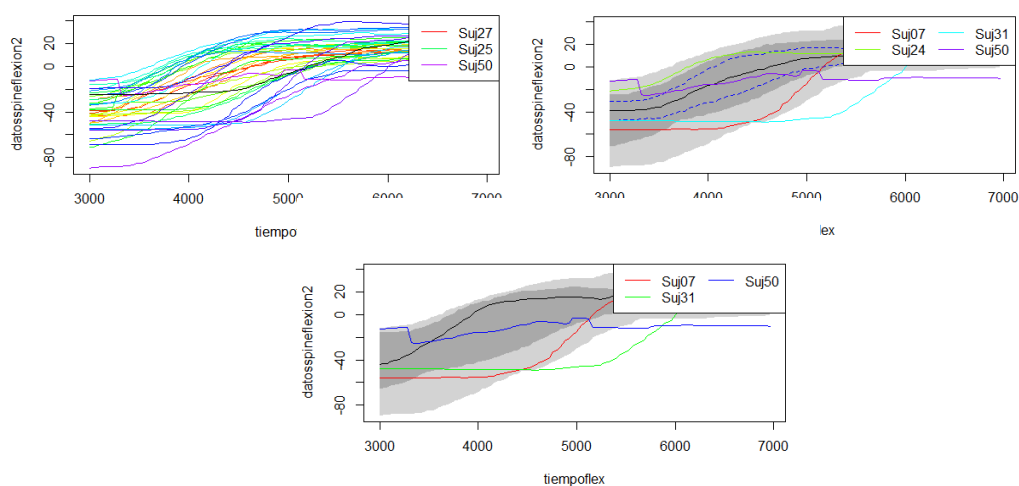 datosspineflexion2
20
0
-40
-80
3000 4000 5000 6000 7000
tiempo
Suj27
Suj25
Suj50
datosspineflexion2
20
0
-40
-80
3000 4000 5000 6000 7000
lex
Suj07 Suj31
Suj24 Suj50
datosspineflexion2
20
0
-40
-80
3000 4000 5000 6000 7000
tiempoflex
Suj07 Suj50
Suj31